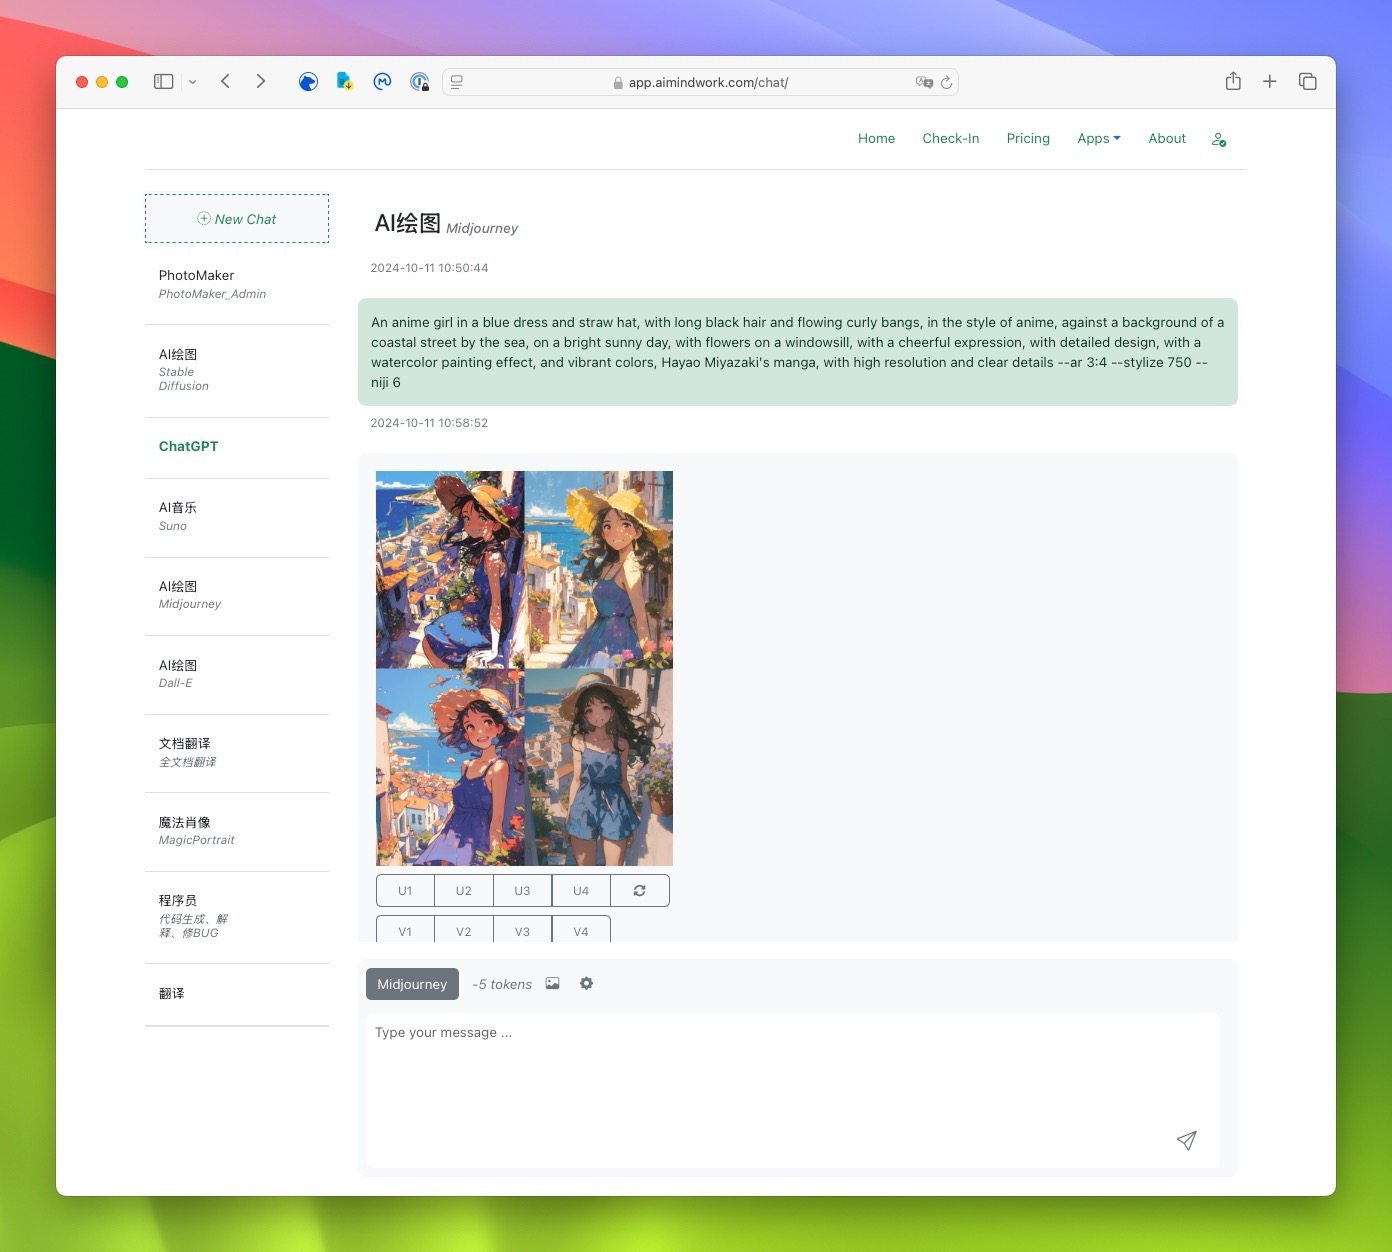 app.aimindwork.com/chat/
Home
Check-In
Pricing
Apps
About
New Chat
PhotoMaker
PhotoMaker_Admin
AI绘图
Stable
Diffusion
ChatGPT
AI音乐
Suno
AI绘图
Midjourney
AI绘图
Dall-E
文档翻译
全文档翻译
魔法肖像
MagicPortrait
程序员
代码生成、解
释、修BUG
翻译
AI绘图 Midjourney
2024-10-11 10:50:44
An anime girl in a blue dress and straw hat, with long black hair and flowing curly bangs, in the style of anime, against a background of a
coastal street by the sea, on a bright sunny day, with flowers on a windowsill, with a cheerful expression, with detailed design, with a
watercolor painting effect, and vibrant colors, Hayao Miyazaki's manga, with high resolution and clear details --ar 3:4 --stylize 750 --
niji 6
2024-10-11 10:58:52
U1
U2
U3
U4
V1
V2
V3
V4
Midjourney
-5 tokens
Type your message ...